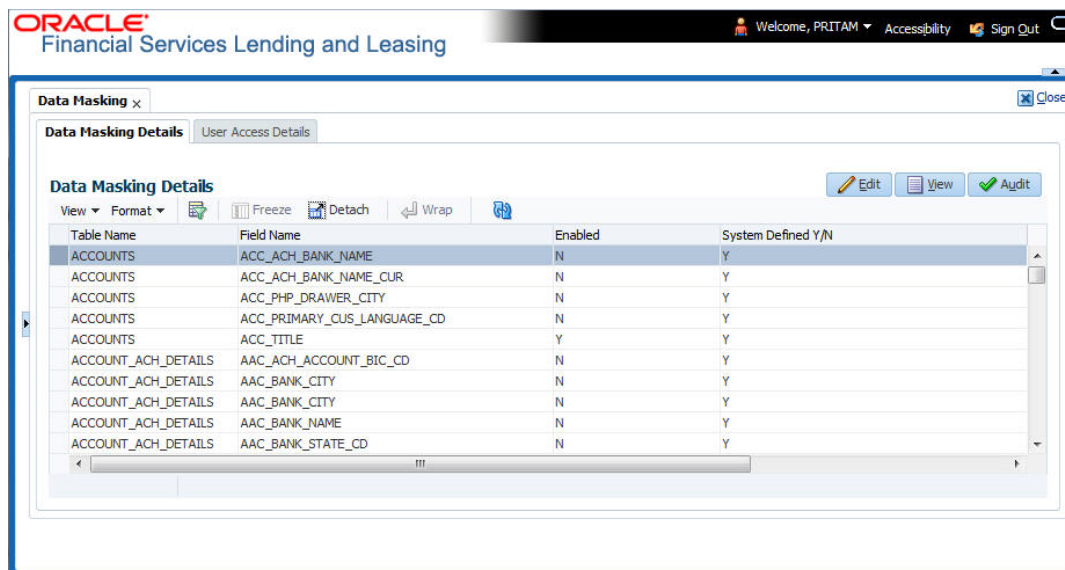 ORACLE
Welcome, PRITAM Accessibility Sign Out
Financial Services Lending and Leasing
Data Masking x Close
Data Masking Details User Access Details
Data Masking Details Edit View Audit
View Format Freeze Detach Wrap
Table Name Field Name Enabled System Defined Y/N
ACCOUNTS ACC_ACH_BANK_NAME N Y
ACCOUNTS ACC_ACH_BANK_NAME_CUR N Y
ACCOUNTS ACC_PHP_DRAWER_CITY N Y
ACCOUNTS ACC_PRIMARY_CUS_LANGUAGE_CD N Y
ACCOUNTS ACC_TITLE Y Y
ACCOUNT_ACH_DETAILS AAC_ACH_ACCOUNT_BIC_CD N Y
ACCOUNT_ACH_DETAILS AAC_BANK_CITY N Y
ACCOUNT_ACH_DETAILS AAC_BANK_CITY N Y
ACCOUNT_ACH_DETAILS AAC_BANK_NAME N Y
ACCOUNT_ACH_DETAILS AAC_BANK_STATE_CD N Y